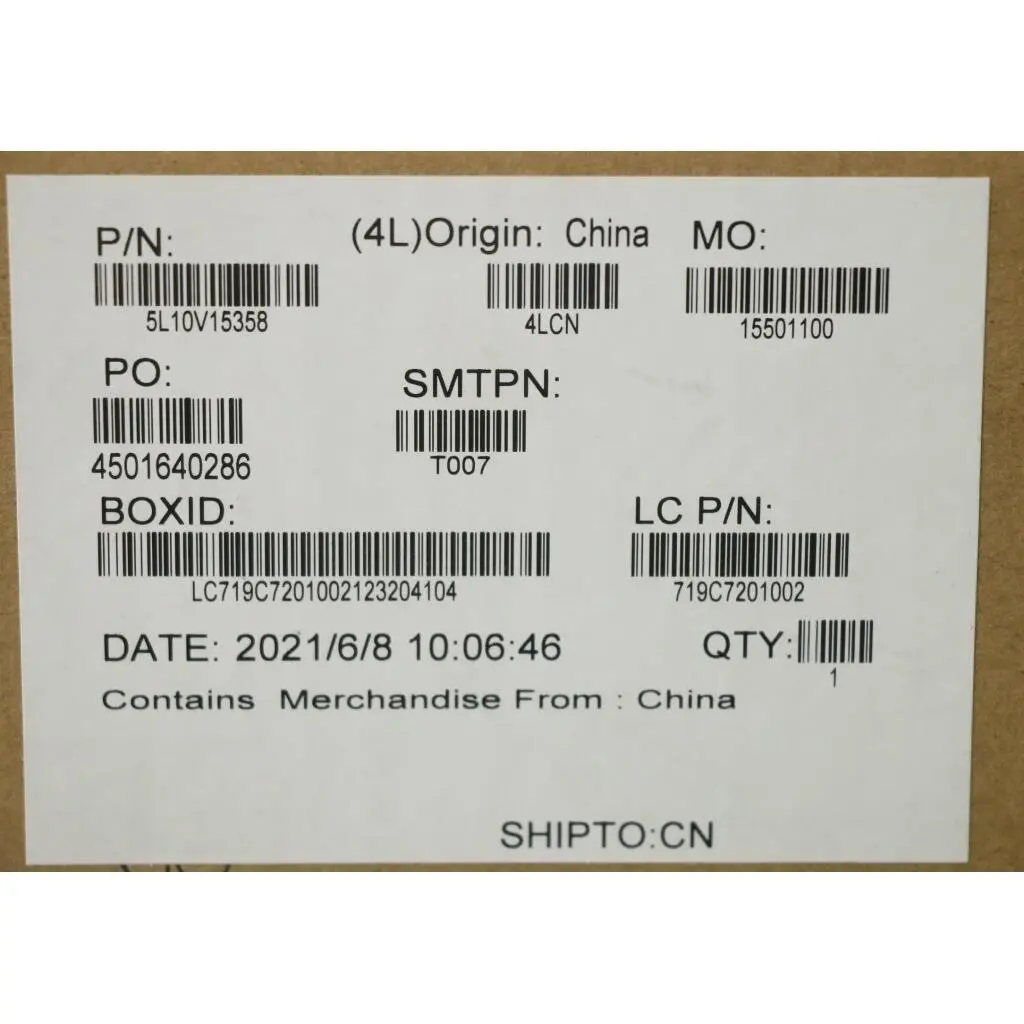 P/N: (4L)Origin: China MO:
5L10V15358 4LCN 15501100
PO: SMTPN:
4501640286 T007
BOXID: LC P/N:
LC719C7201002123204104 719C7201002
DATE: 2021/6/8 10:06:46 QTY:
1
Contains Merchandise From : China
SHIPTO:CN